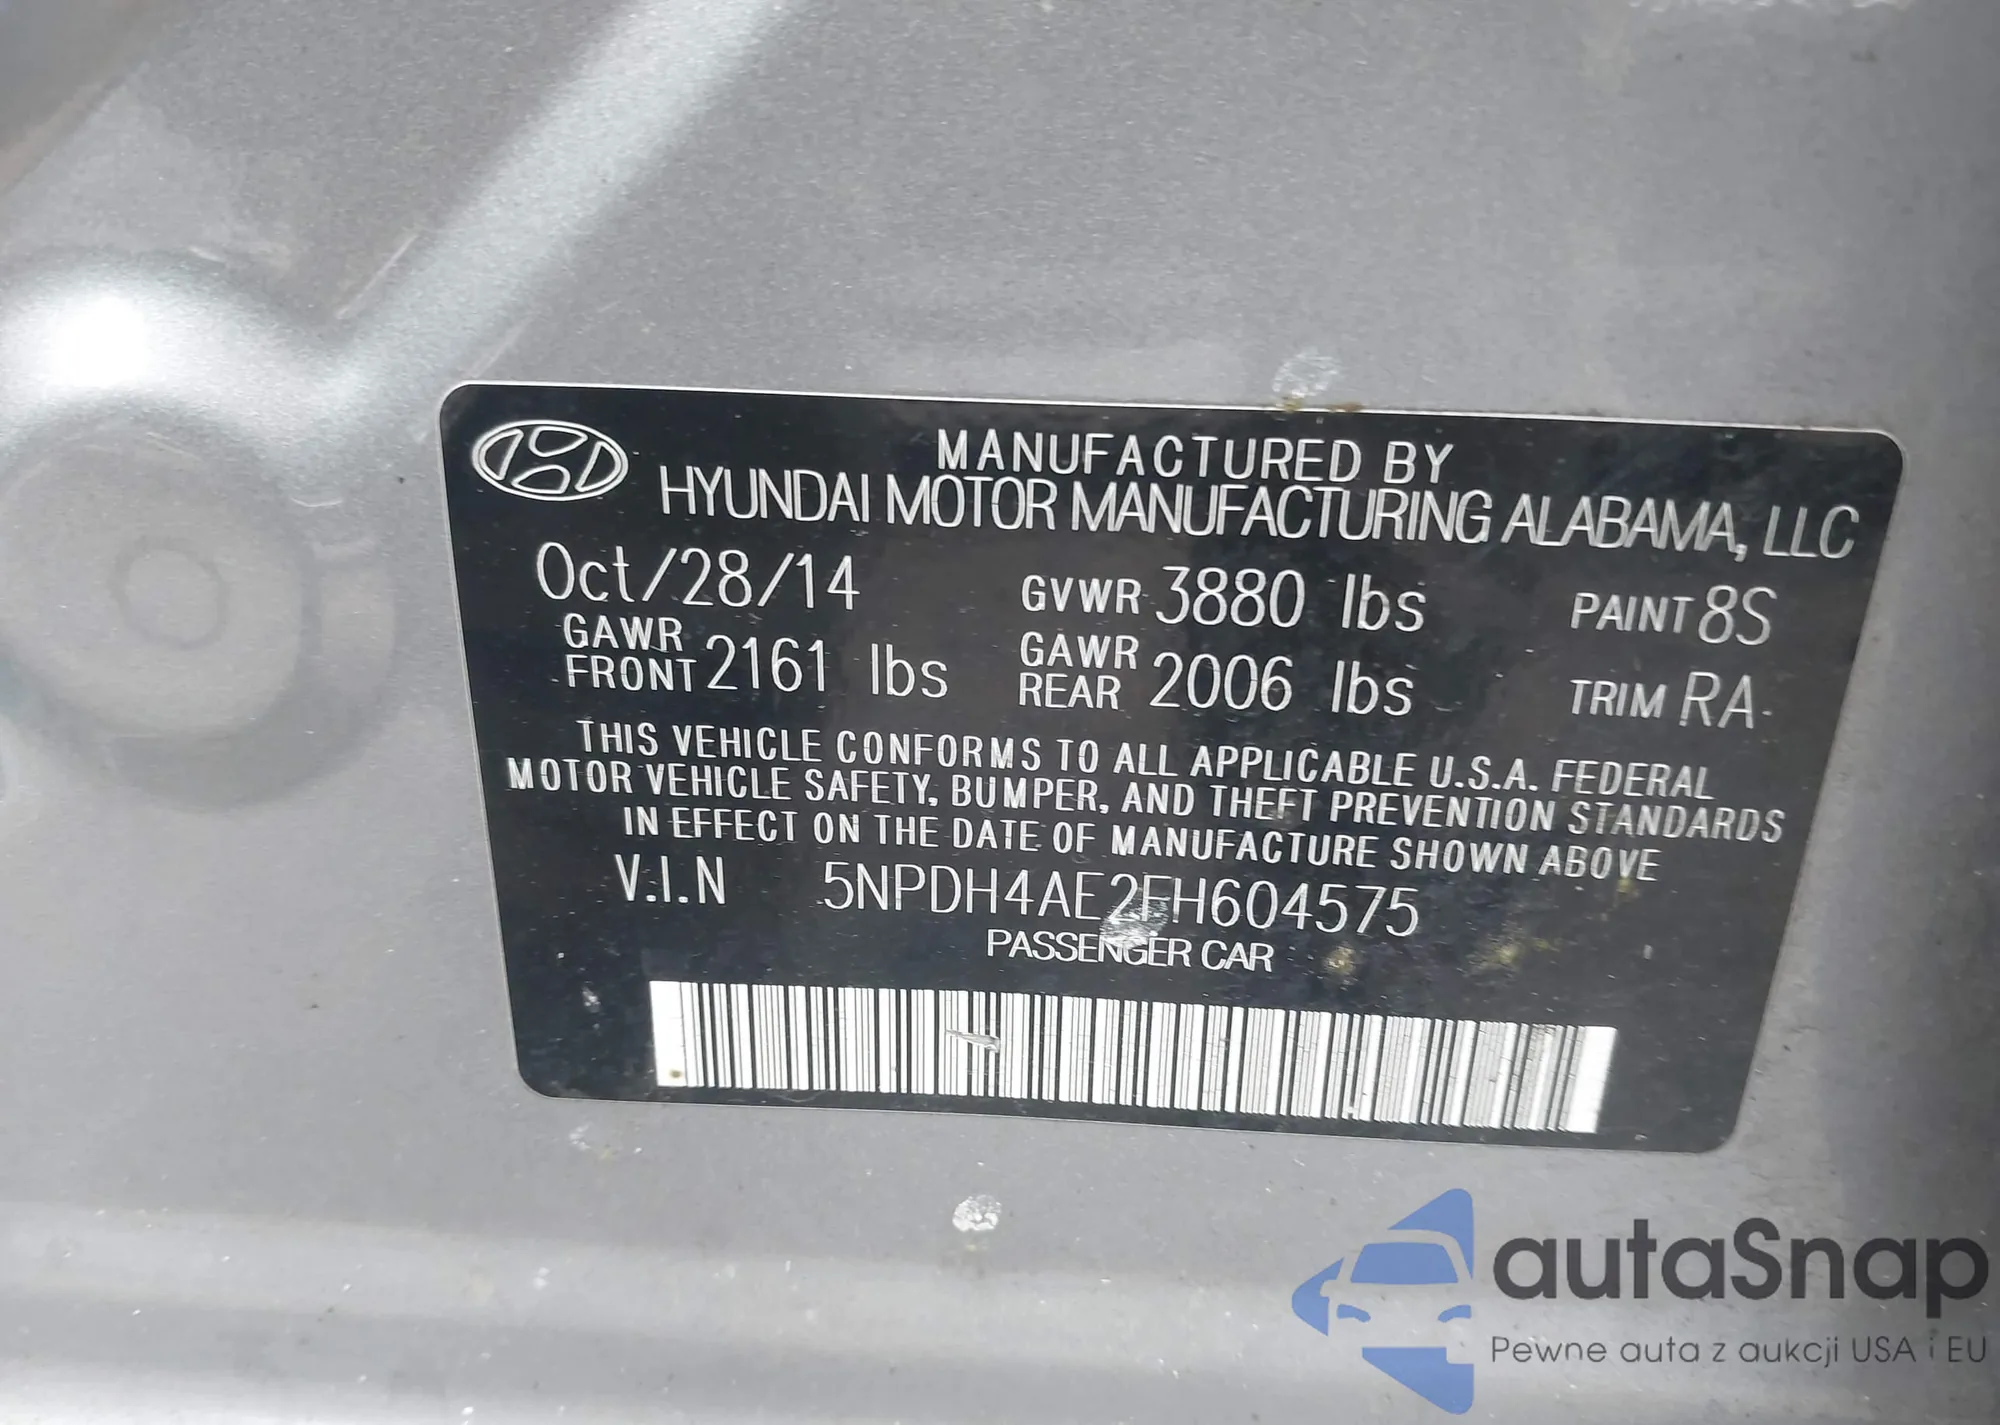 MANUFACTURED BY
HYUNDAI MOTOR MANUFACTURING ALABAMA, LLC
Oct/28/14 GVWR 3880 lbs PAINT 8S
GAWR FRONT 2161 lbs GAWR REAR 2006 lbs TRIM RA
THIS VEHICLE CONFORMS TO ALL APPLICABLE U.S.A. FEDERAL
MOTOR VEHICLE SAFETY, BUMPER, AND THEFT PREVENTION STANDARDS
IN EFFECT ON THE DATE OF MANUFACTURE SHOWN ABOVE
V.I.N 5NPDH4AE2FH604575
PASSENGER CAR
autaSnap
Pewne auta z aukcji USA i EU